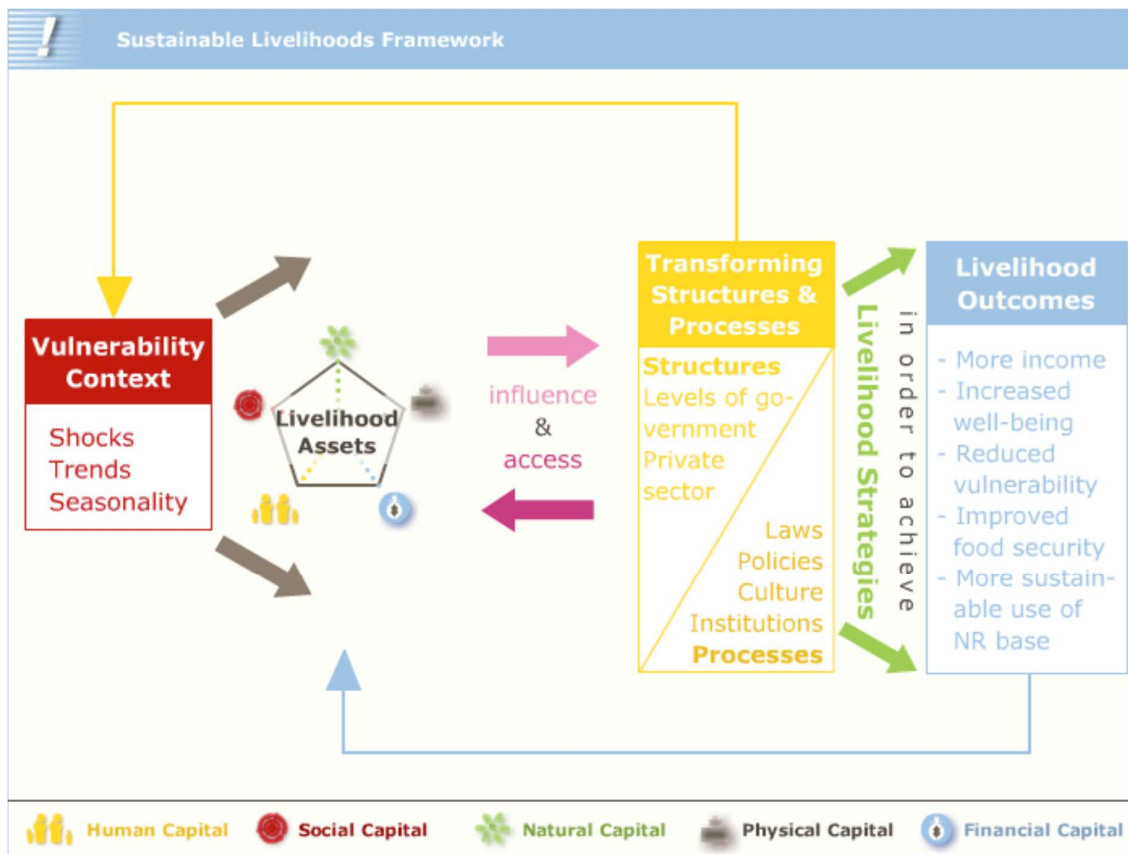 !
Sustainable Livelihoods Framework
Vulnerability
Context
Shocks
Trends
Seasonality
Livelihood
Assets
influence
&
access
Transforming
Structures &
Processes
Structures
Levels of go-
vernment
Private
sector
Laws
Policies
Culture
Institutions
Processes
Livelihood Strategies
in order to achieve
Livelihood
Outcomes
- More income
- Increased
well-being
- Reduced
vulnerability
- Improved
food security
- More sustain-
able use of
NR base
Human Capital
Social Capital
Natural Capital
Physical Capital
Financial Capital